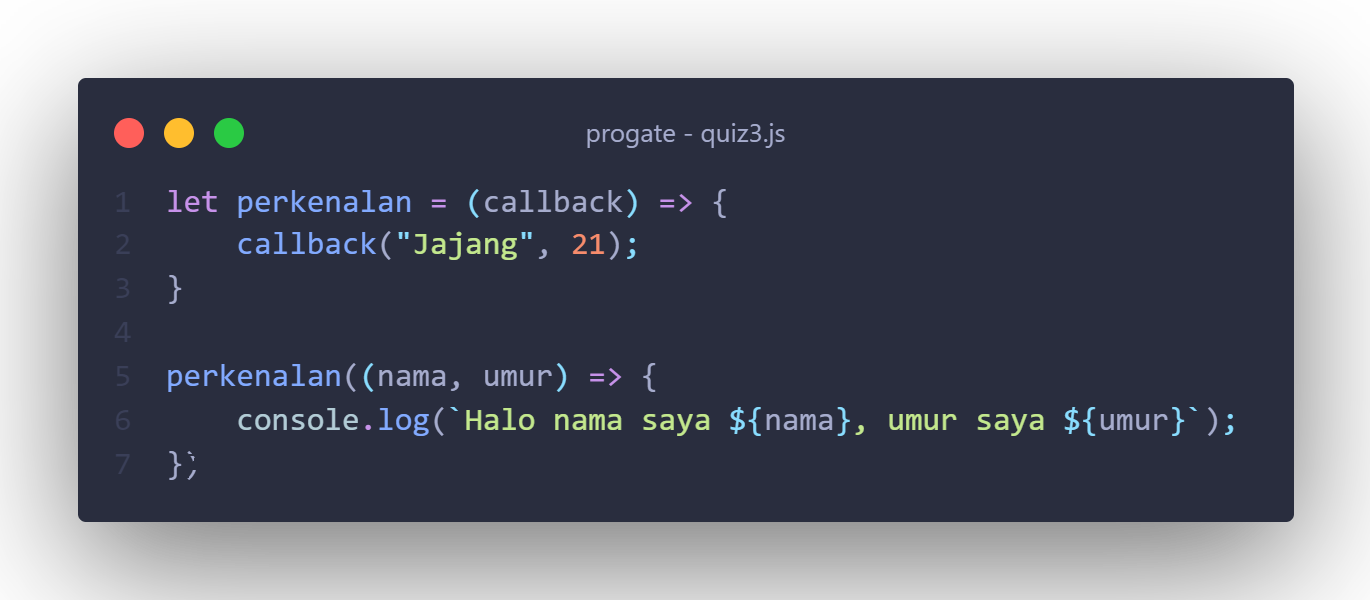 progate - quiz3.js
1 let perkenalan = (callback) => {
2     callback("Jajang", 21);
3 }
4
5 perkenalan((nama, umur) => {
6     console.log(`Halo nama saya ${nama}, umur saya ${umur}`);
7 })